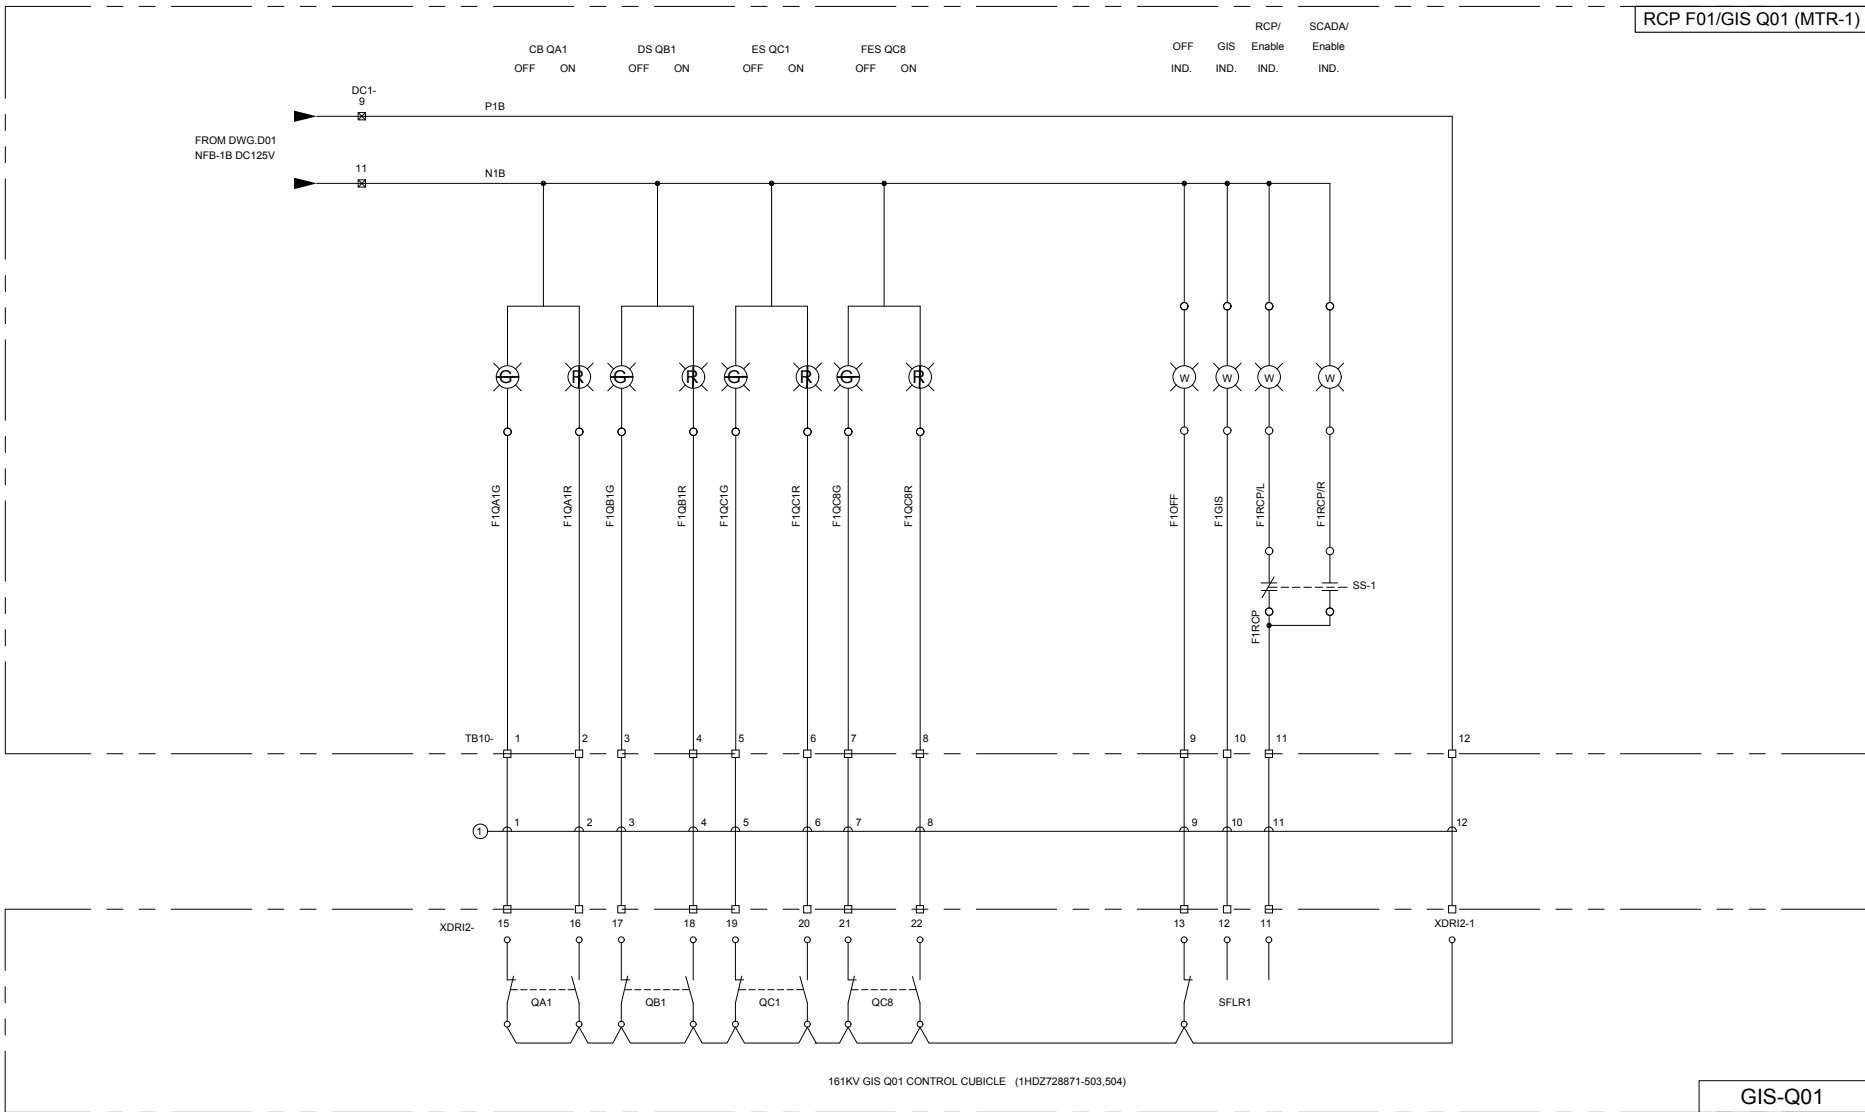 RCP F01/GIS Q01 (MTR-1)
RCP/ SCADA/
CB QA1 DS QB1 ES QC1 FES QC8 OFF GIS Enable Enable
OFF ON OFF ON OFF ON OFF ON IND. IND. IND. IND.
DC1-
9
P1B
FROM DWG.D01
NFB-1B DC125V
11
N1B
G R G R G R G R W W W W
F1QA1G F1QA1R F1QB1G F1QB1R F1QC1G F1QC1R F1QC8G F1QC8R F1OFF F1GIS F1RCP/L F1RCP/R
SS-1
F1RCP
TB10- 1 2 3 4 5 6 7 8 9 10 11 12
1 1 2 3 4 5 6 7 8 9 10 11 12
XDRI2- 15 16 17 18 19 20 21 22 13 12 11 XDRI2-1
QA1 QB1 QC1 QC8 SFLR1
161KV GIS Q01 CONTROL CUBICLE (1HDZ728871-503,504)
GIS-Q01